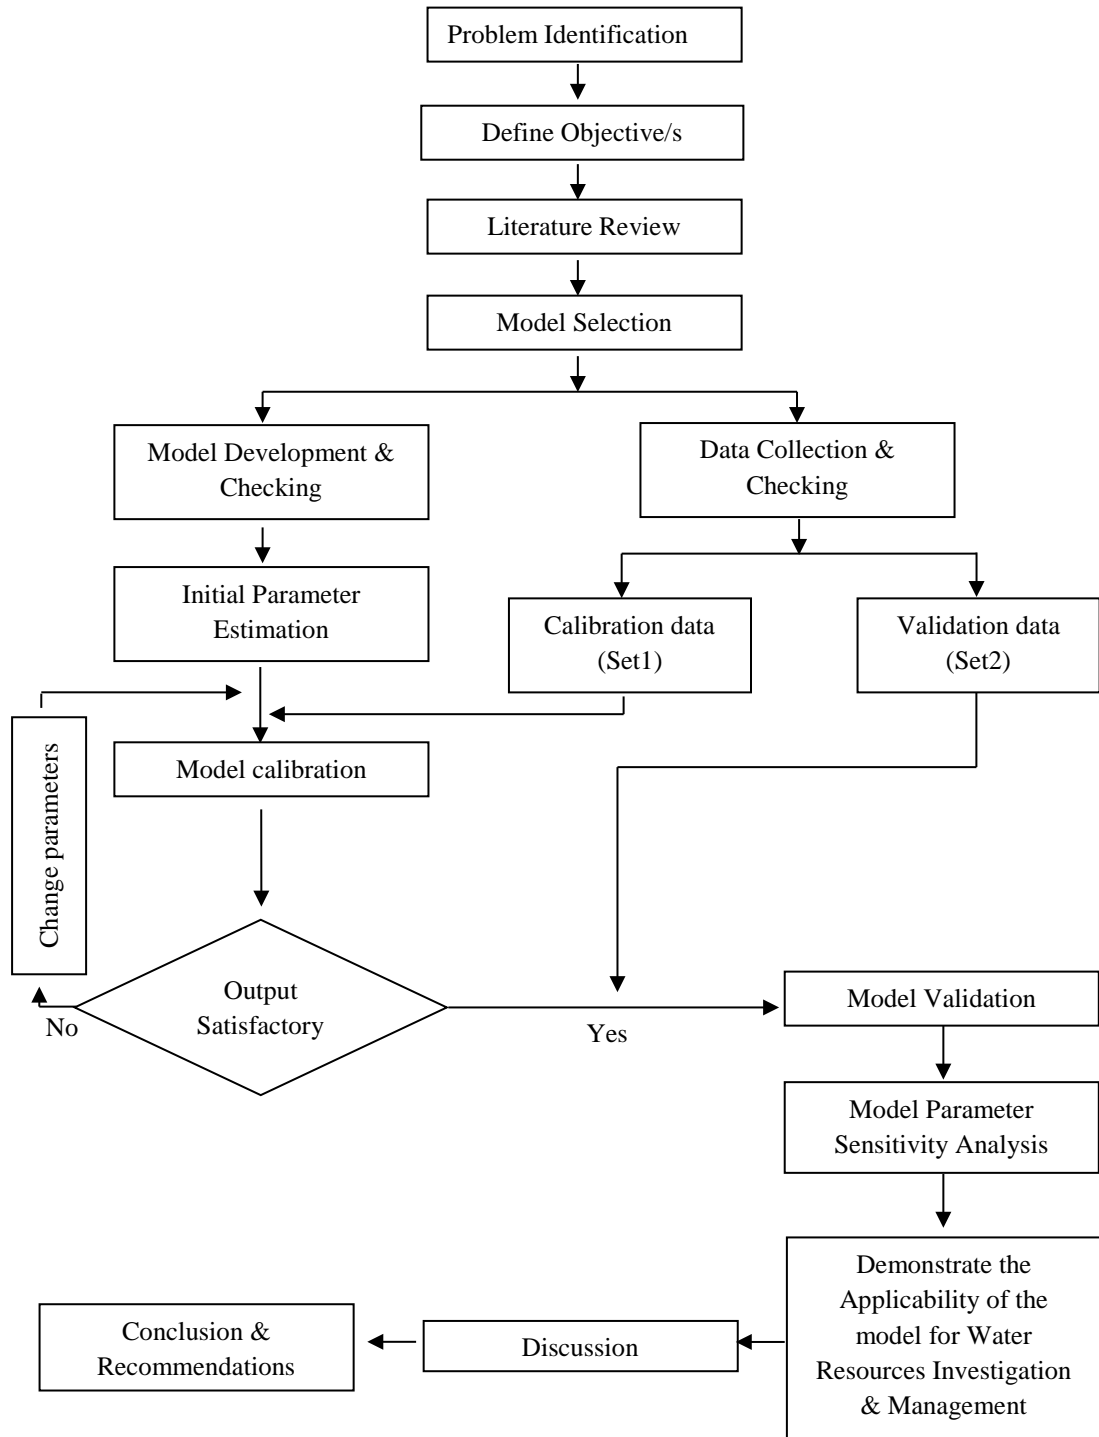 Problem Identification
Define Objective/s
Literature Review
Model Selection
Model Development &
Checking
Data Collection &
Checking
Initial Parameter
Estimation
Calibration data
(Set1)
Validation data
(Set2)
Change parameters
Model calibration
Output
Satisfactory
No
Yes
Model Validation
Model Parameter
Sensitivity Analysis
Demonstrate the
Applicability of the
model for Water
Resources Investigation
& Management
Discussion
Conclusion &
Recommendations